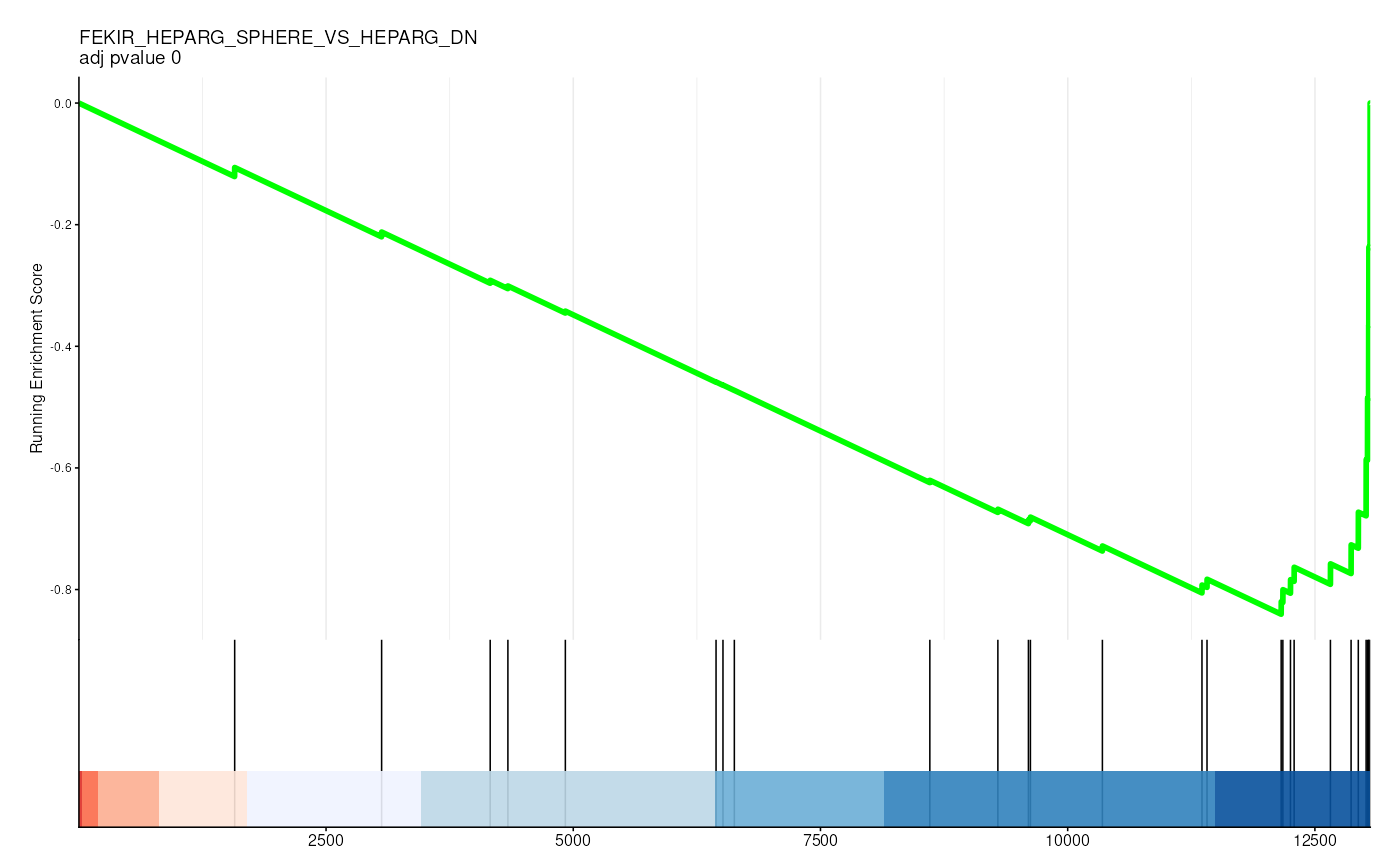 FEKIR_HEPARG_SPHERE_VS_HEPARG_DN
adj pvalue 0
Running Enrichment Score
0.0
-0.2
-0.4
-0.6
-0.8
2500 5000 7500 10000 12500